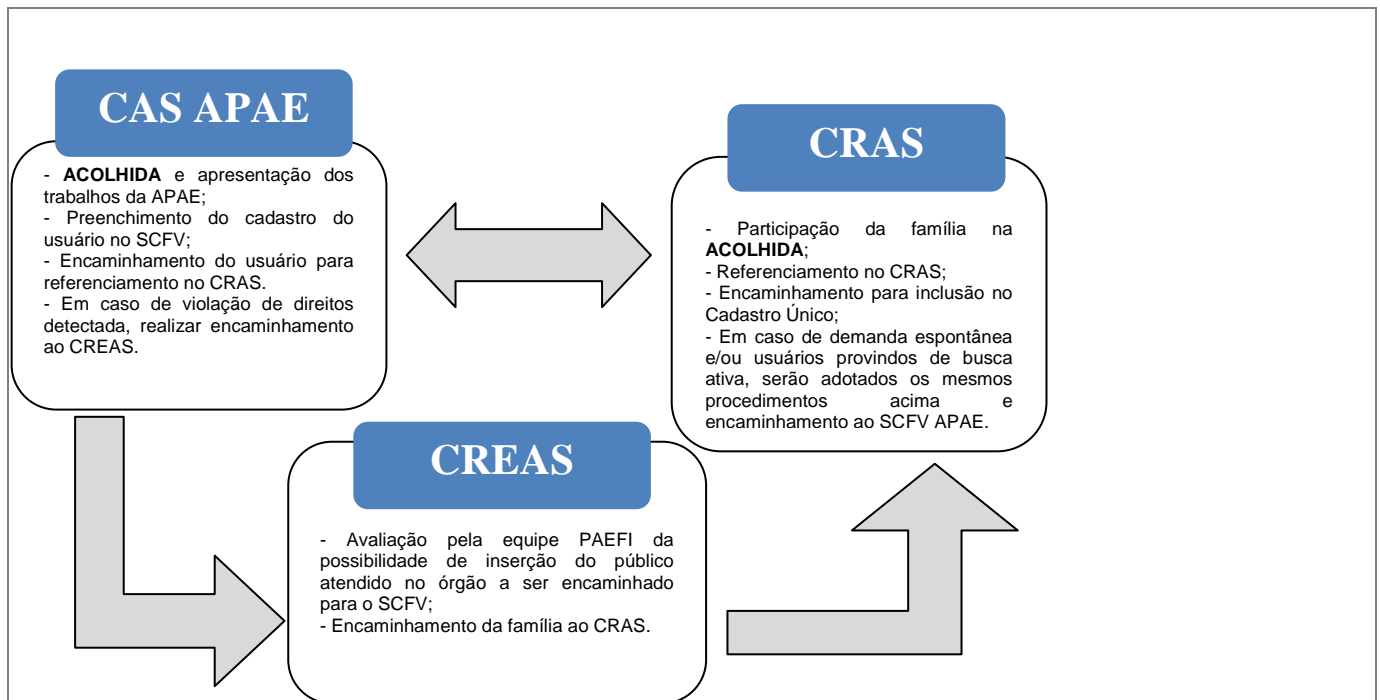 CAS APAE
- ACOLHIDA e apresentação dos
trabalhos da APAE;
- Preenchimento do cadastro do
usuário no SCFV;
- Encaminhamento do usuário para
referenciamento no CRAS.
- Em caso de violação de direitos
detectada, realizar encaminhamento
ao CREAS.
CRAS
- Participação da família na
ACOLHIDA;
- Referenciamento no CRAS;
- Encaminhamento para inclusão no
Cadastro Único;
- Em caso de demanda espontânea
e/ou usuários provindos de busca
ativa, serão adotados os mesmos
procedimentos acima e
encaminhamento ao SCFV APAE.
CREAS
- Avaliação pela equipe PAEFI da
possibilidade de inserção do público
atendido no órgão a ser encaminhado
para o SCFV;
- Encaminhamento da família ao CRAS.